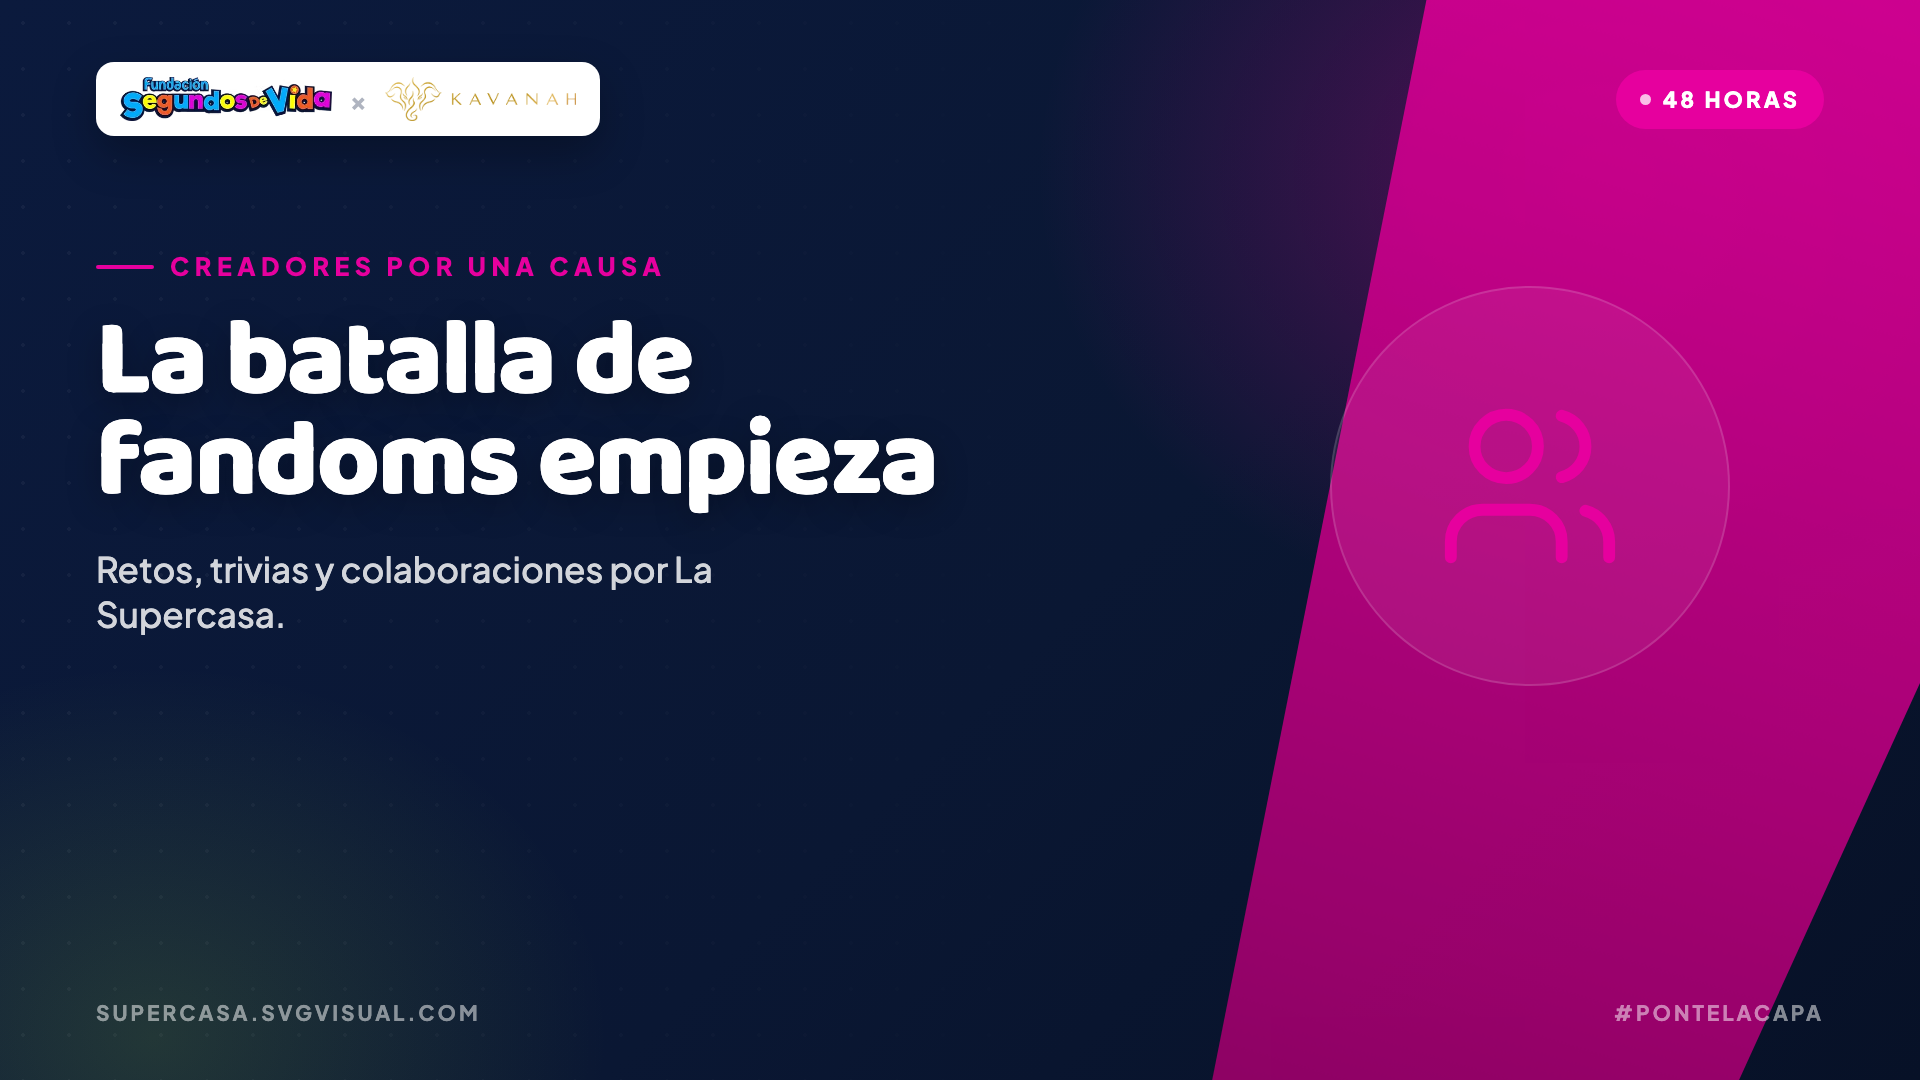 Fundación
Segundos De Vida × KAVANAH
48 HORAS
CREADORES POR UNA CAUSA
La batalla de
fandoms empieza
Retos, trivias y colaboraciones por La
Supercasa.
SUPERCASA.SVGVISUAL.COM
#PONTELACAPA